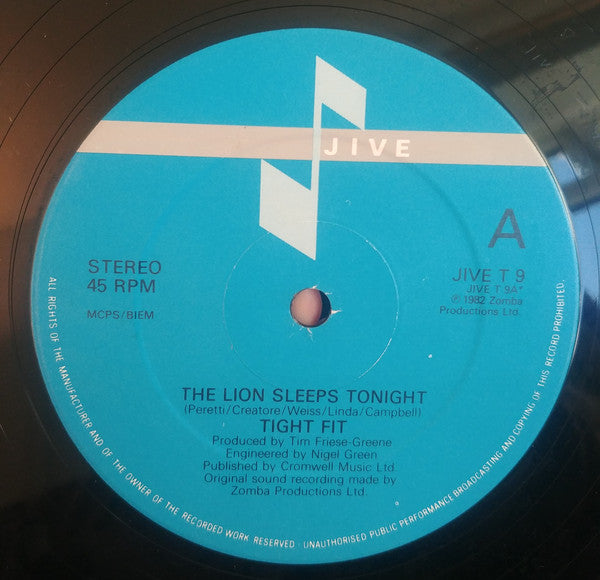 JIVE
A
STEREO
45 RPM
MCPS/BIEM
JIVE T 9
JIVE T 9A*
℗ 1982 Zomba
Productions Ltd.
THE LION SLEEPS TONIGHT
(Peretti/Creatore/Weiss/Linda/Campbell)
TIGHT FIT
Produced by Tim Friese-Greene
Engineered by Nigel Green
Published by Cromwell Music Ltd
Original sound recording made by
Zomba Productions Ltd.
ALL RIGHTS OF THE MANUFACTURER AND OF THE OWNER OF THE RECORDED WORK RESERVED · UNAUTHORISED PUBLIC PERFORMANCE BROADCASTING AND COPYING OF THIS RECORD PROHIBITED.